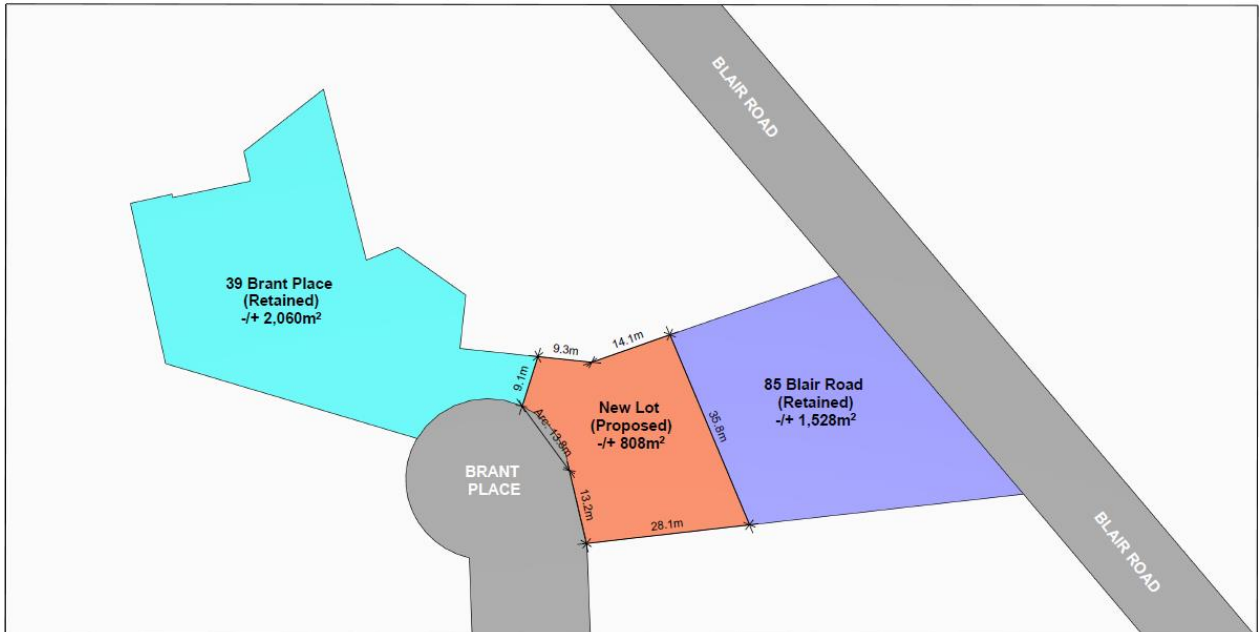 BLAIR ROAD
39 Brant Place
(Retained)
-/+ 2,060m²
9.3m
14.1m
9.1m
Arc: 13.8m
New Lot
(Proposed)
-/+ 808m²
35.8m
85 Blair Road
(Retained)
-/+ 1,528m²
BRANT
PLACE
13.2m
28.1m
BLAIR ROAD